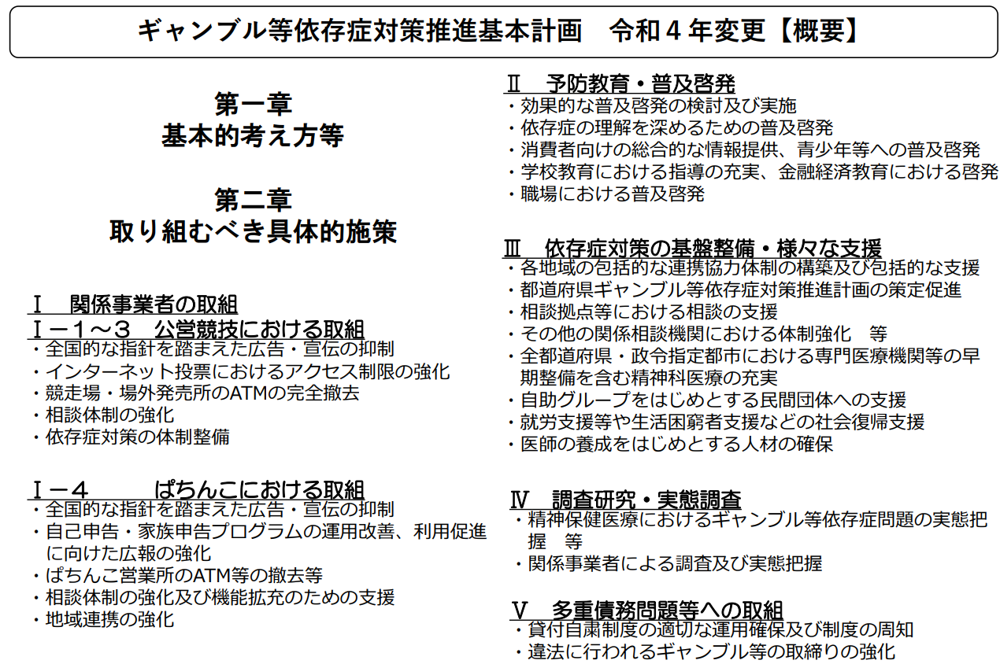 ギャンブル等依存症対策推進基本計画　令和４年変更【概要】
第一章
基本的考え方等
第二章
取り組むべき具体的施策
Ⅰ　関係事業者の取組
Ⅰ－１～３　公営競技における取組
・全国的な指針を踏まえた広告・宣伝の抑制
・インターネット投票におけるアクセス制限の強化
・競走場・場外発売所のATMの完全撤去
・相談体制の強化
・依存症対策の体制整備
Ⅰ－４　　　ぱちんこにおける取組
・全国的な指針を踏まえた広告・宣伝の抑制
・自己申告・家族申告プログラムの運用改善、利用促進
に向けた広報の強化
・ぱちんこ営業所のATM等の撤去等
・相談体制の強化及び機能拡充のための支援
・地域連携の強化
Ⅱ　予防教育・普及啓発
・効果的な普及啓発の検討及び実施
・依存症の理解を深めるための普及啓発
・消費者向けの総合的な情報提供、青少年等への普及啓発
・学校教育における指導の充実、金融経済教育における啓発
・職場における普及啓発
Ⅲ　依存症対策の基盤整備・様々な支援
・各地域の包括的な連携協力体制の構築及び包括的な支援
・都道府県ギャンブル等依存症対策推進計画の策定促進
・相談拠点等における相談の支援
・その他の関係相談機関における体制強化　等
・全都道府県・政令指定都市における専門医療機関等の早
期整備を含む精神科医療の充実
・自助グループをはじめとする民間団体への支援
・就労支援等や生活困窮者支援などの社会復帰支援
・医師の養成をはじめとする人材の確保
Ⅳ　調査研究・実態調査
・精神保健医療におけるギャンブル等依存症問題の実態把
握　等
・関係事業者による調査及び実態把握
Ⅴ　多重債務問題等への取組
・貸付自粛制度の適切な運用確保及び制度の周知
・違法に行われるギャンブル等の取締りの強化